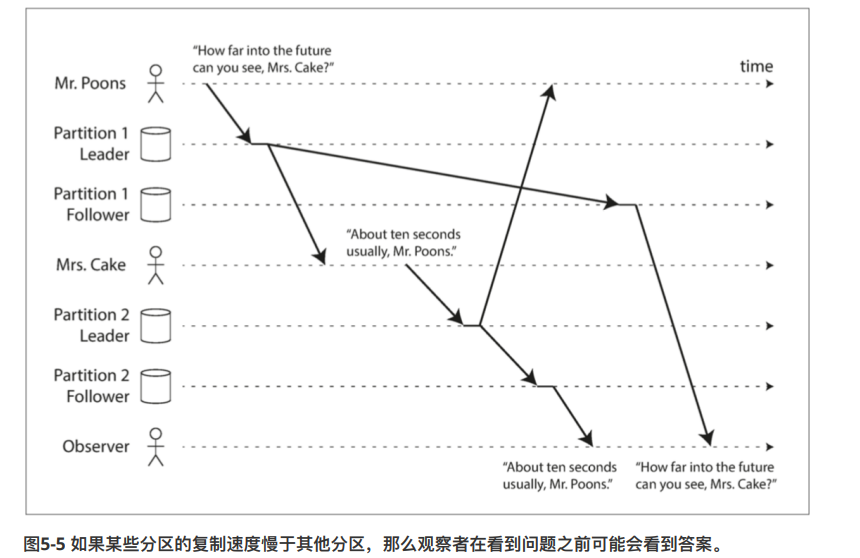 "How far into the future
can you see, Mrs. Cake?"
time
Mr. Poons
Partition 1
Leader
Partition 1
Follower
"About ten seconds
usually, Mr. Poons."
Mrs. Cake
Partition 2
Leader
Partition 2
Follower
Observer
"About ten seconds
usually, Mr. Poons."
"How far into the future
can you see, Mrs. Cake?"
图5-5 如果某些分区的复制速度慢于其他分区，那么观察者在看到问题之前可能会看到答案。